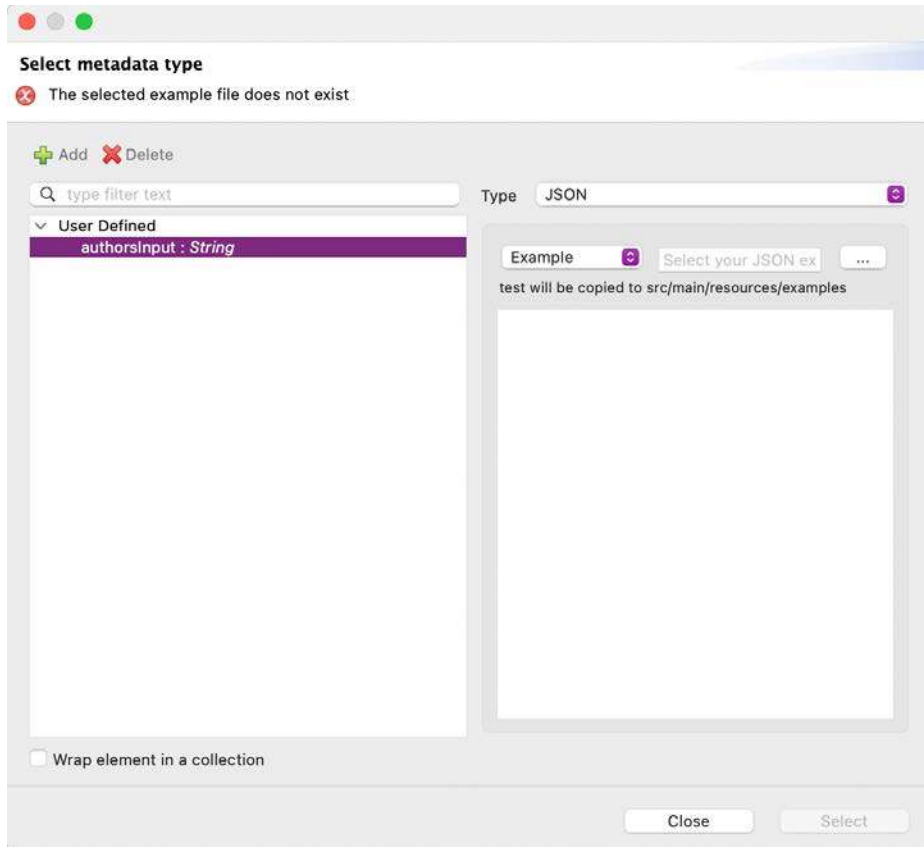 Select metadata type
The selected example file does not exist
Add Delete
type filter text
Type JSON
User Defined
authorsInput : String
Example Select your JSON ex ...
test will be copied to src/main/resources/examples
Wrap element in a collection
Close Select